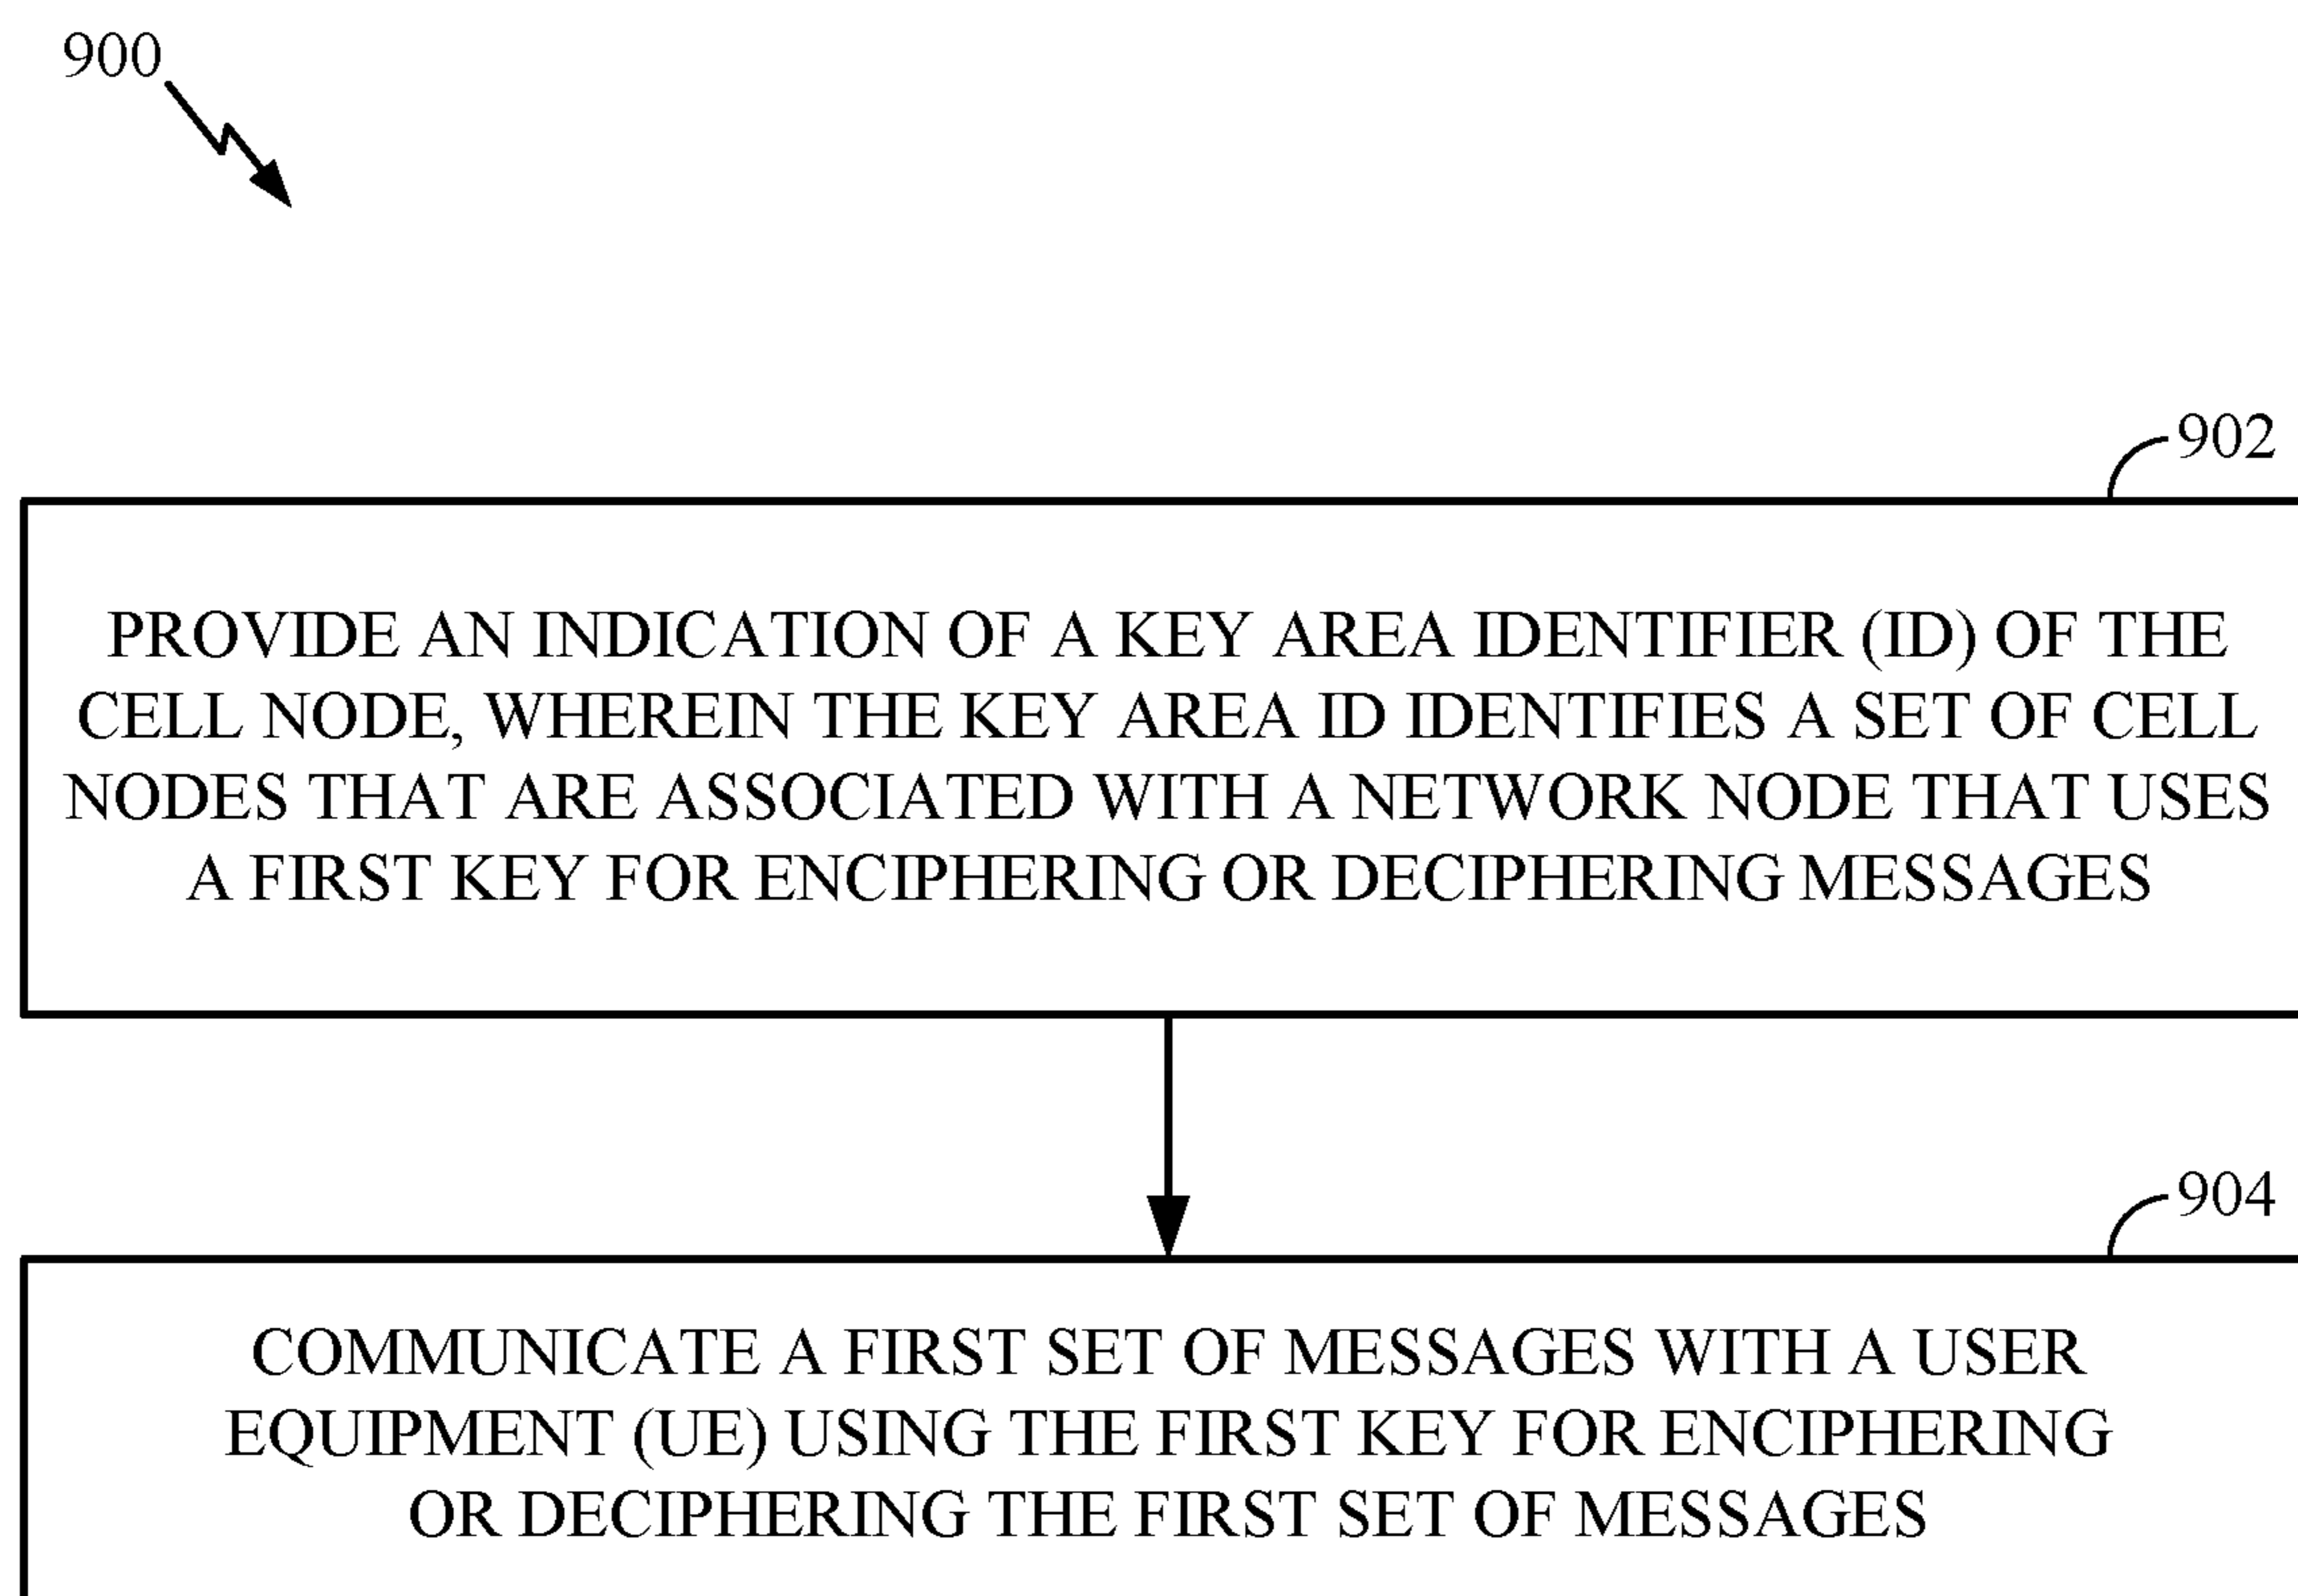 900
902
PROVIDE AN INDICATION OF A KEY AREA IDENTIFIER (ID) OF THE
CELL NODE, WHEREIN THE KEY AREA ID IDENTIFIES A SET OF CELL
NODES THAT ARE ASSOCIATED WITH A NETWORK NODE THAT USES
A FIRST KEY FOR ENCIPHERING OR DECIPHERING MESSAGES
904
COMMUNICATE A FIRST SET OF MESSAGES WITH A USER
EQUIPMENT (UE) USING THE FIRST KEY FOR ENCIPHERING
OR DECIPHERING THE FIRST SET OF MESSAGES